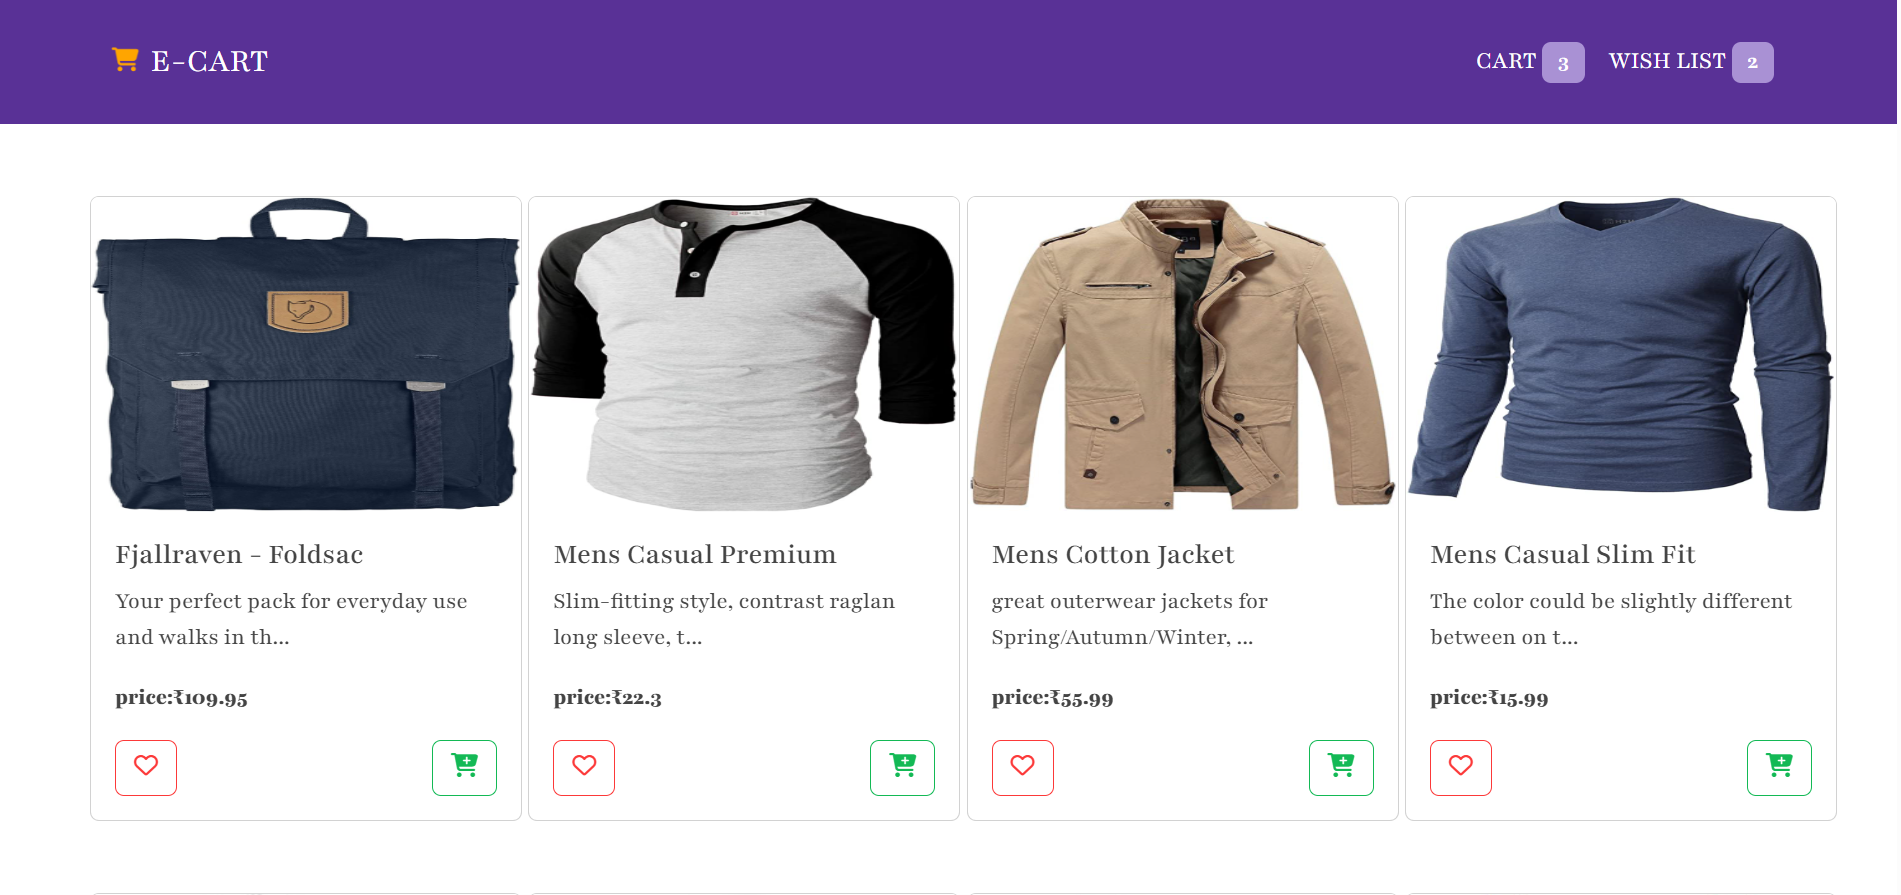 E-CART
CART 3
WISH LIST 2
Fjallraven - Foldsac
Your perfect pack for everyday use
and walks in th...
price:₹109.95
Mens Casual Premium
Slim-fitting style, contrast raglan
long sleeve, t...
price:₹22.3
Mens Cotton Jacket
great outerwear jackets for
Spring/Autumn/Winter, ...
price:₹55.99
Mens Casual Slim Fit
The color could be slightly different
between on t...
price:₹15.99